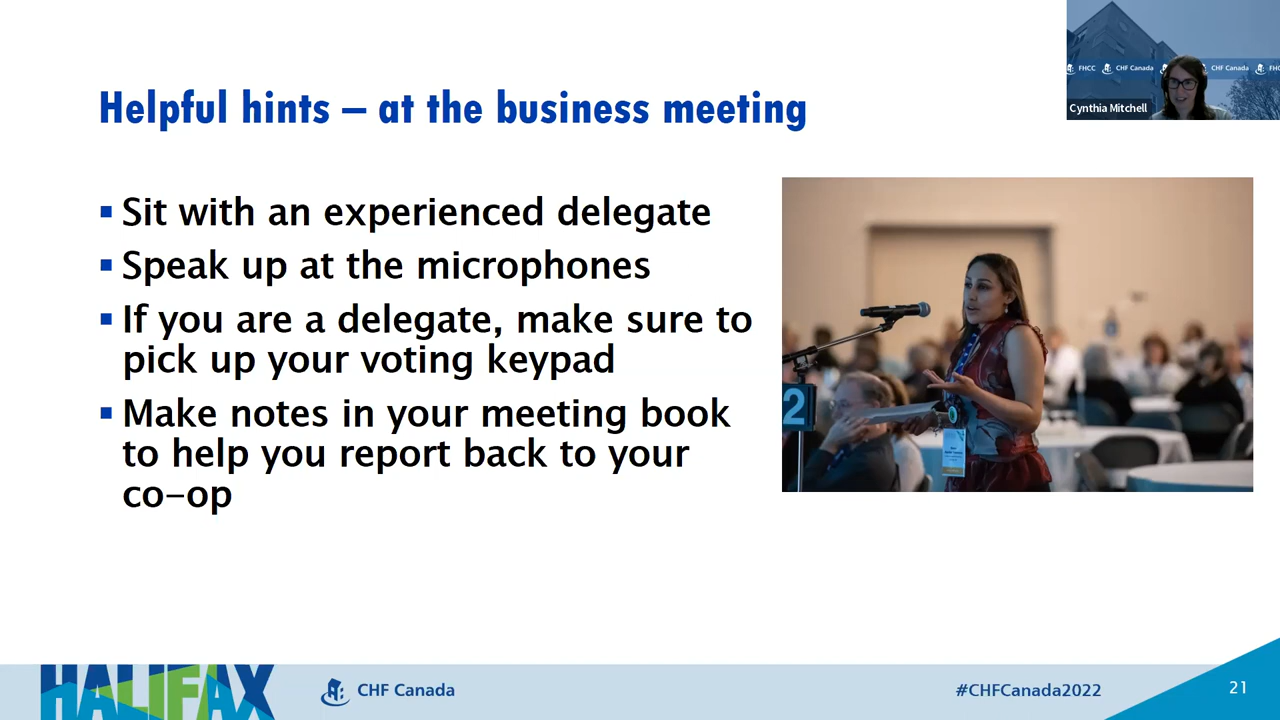 FHCC CHF Canada CHF Canada
Cynthia Mitchell
Helpful hints – at the business meeting
Sit with an experienced delegate
Speak up at the microphones
If you are a delegate, make sure to
pick up your voting keypad
Make notes in your meeting book
to help you report back to your
co-op
2
HALIFAX
CHF Canada
#CHFCanada2022
21